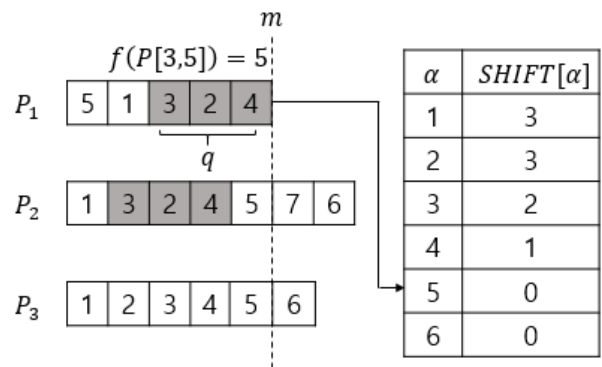 m
f(P[3,5]) = 5
P₁ 5 1 3 2 4
q
P₂ 1 3 2 4 5 7 6
P₃ 1 2 3 4 5 6
α SHIFT[α]
1 3
2 3
3 2
4 1
5 0
6 0